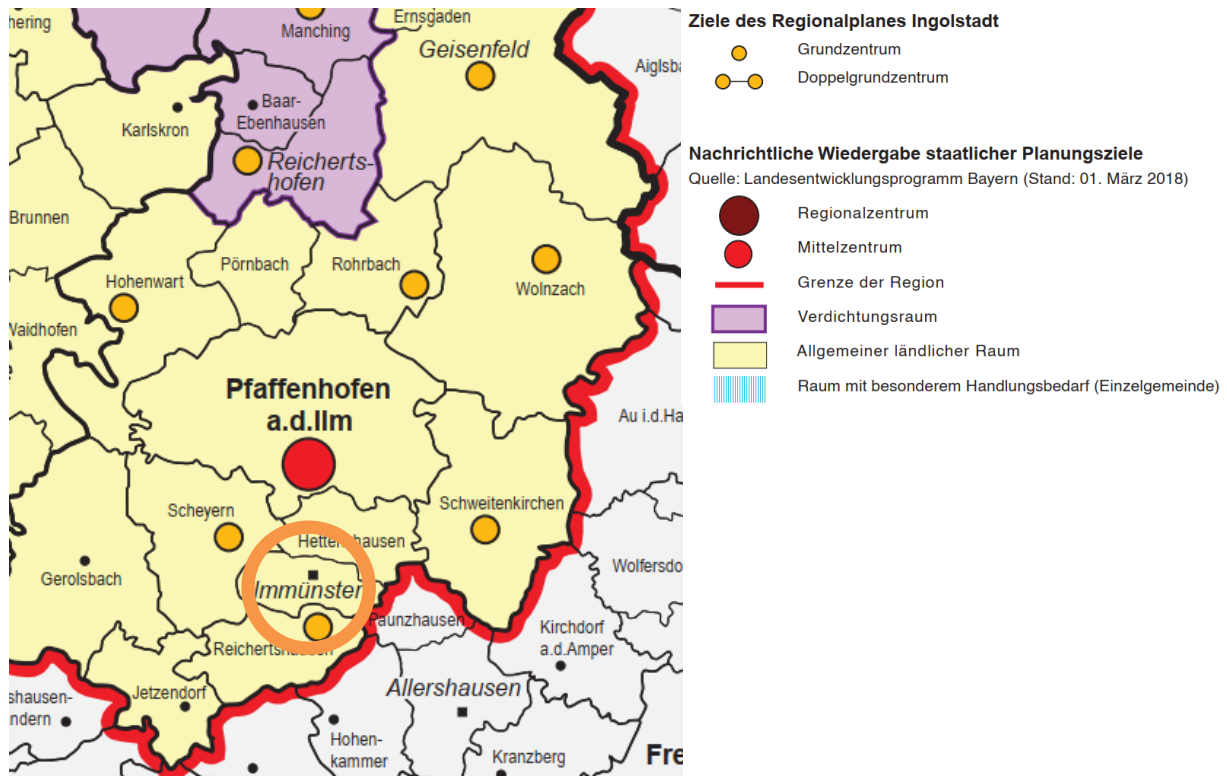 hering
Manching
Ernsgaden
Geisenfeld
Aiglsba
Karlskron
Baar-
Ebenhausen
Reicherts-
hofen
Brunnen
Pörnbach
Rohrbach
Hohenwart
Wolnzach
Waidhofen
Pfaffenhofen
a.d.Ilm
Au i.d.Ha
Scheyern
Schweitenkirchen
Gerolsbach
Wolfersdo
Immünster
Paunzhausen
Kirchdorf
a.d.Amper
Jetzendorf
Allershausen
shausen-
ndern
Hohen-
kammer
Kranzberg
Fre
Ziele des Regionalplanes Ingolstadt
Grundzentrum
Doppelgrundzentrum
Nachrichtliche Wiedergabe staatlicher Planungsziele
Quelle: Landesentwicklungsprogramm Bayern (Stand: 01. März 2018)
Regionalzentrum
Mittelzentrum
Grenze der Region
Verdichtungsraum
Allgemeiner ländlicher Raum
Raum mit besonderem Handlungsbedarf (Einzelgemeinde)